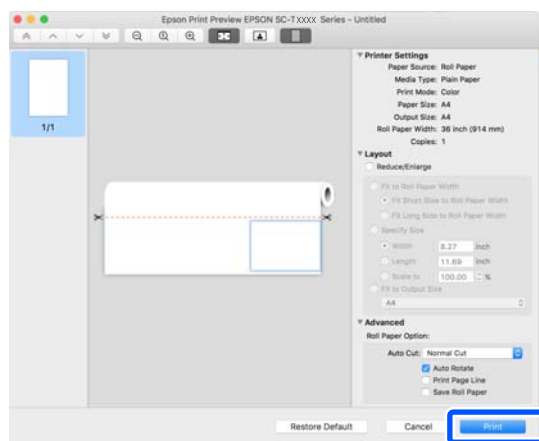 Epson Print Preview EPSON SC-TXXXX Series - Untitled
1/1
Printer Settings
Paper Source: Roll Paper
Media Type: Plain Paper
Print Mode: Color
Paper Size: A4
Output Size: A4
Roll Paper Width: 36 inch (914 mm)
Copies: 1
Layout
Reduce/Enlarge
Fit to Roll Paper Width
Fit Short Side to Roll Paper Width
Fit Long Side to Roll Paper Width
Specify Size
Width 8.27 inch
Length 11.69 inch
Scale to 100.00 %
Fit to Output Size
A4
Advanced
Roll Paper Option:
Auto Cut: Normal Cut
Auto Rotate
Print Page Line
Save Roll Paper
Restore Default Cancel Print